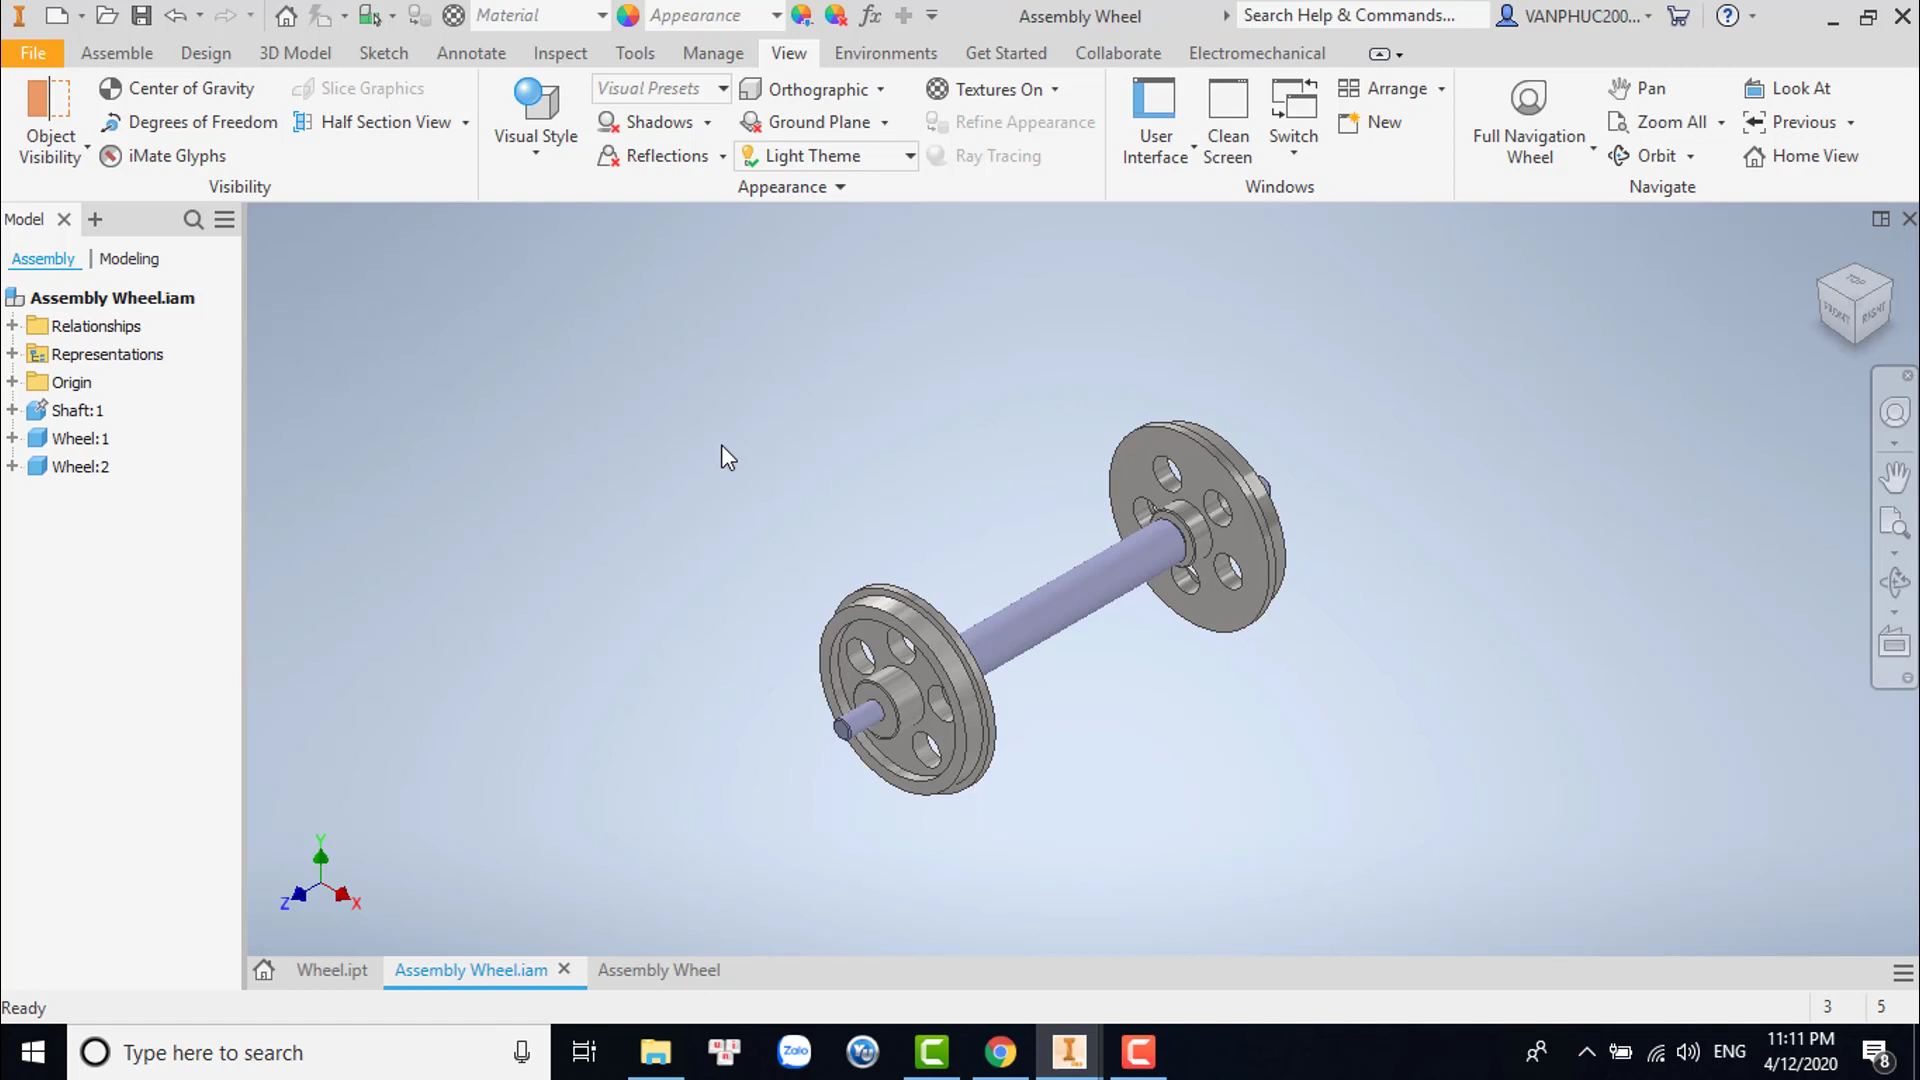 Material
Appearance
Assembly Wheel
Search Help & Commands...
VANPHUC200...
File
Assemble
Design
3D Model
Sketch
Annotate
Inspect
Tools
Manage
View
Environments
Get Started
Collaborate
Electromechanical
Object Visibility
Center of Gravity
Degrees of Freedom
iMate Glyphs
Slice Graphics
Half Section View
Visibility
Visual Style
Visual Presets
Shadows
Reflections
Orthographic
Ground Plane
Light Theme
Textures On
Refine Appearance
Ray Tracing
Appearance
User Interface
Clean Screen
Switch
Arrange
New
Windows
Full Navigation Wheel
Pan
Zoom All
Orbit
Look At
Previous
Home View
Navigate
Model
Assembly
Modeling
Assembly Wheel.iam
Relationships
Representations
Origin
Shaft:1
Wheel:1
Wheel:2
TOP
FRONT
RIGHT
Y
Z
X
Wheel.ipt
Assembly Wheel.iam
Assembly Wheel
Ready
3
5
Type here to search
Zalo
ENG
11:11 PM
4/12/2020
8